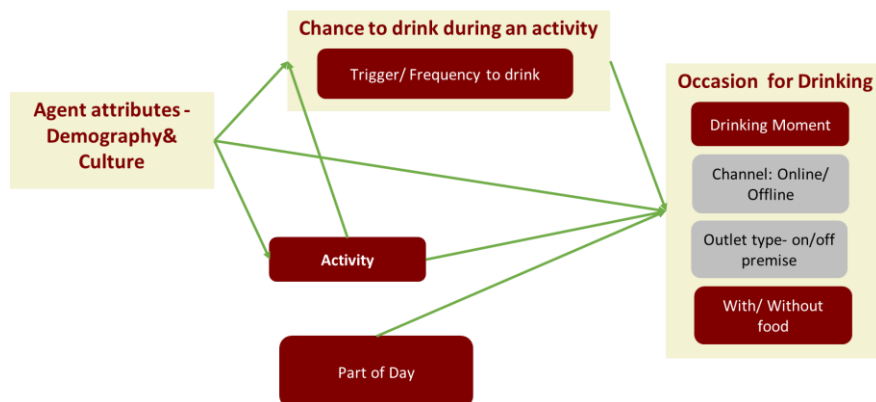 Chance to drink during an activity
Trigger/ Frequency to drink
Agent attributes -
Demography&
Culture
Activity
Part of Day
Occasion for Drinking
Drinking Moment
Channel: Online/
Offline
Outlet type- on/off
premise
With/ Without
food